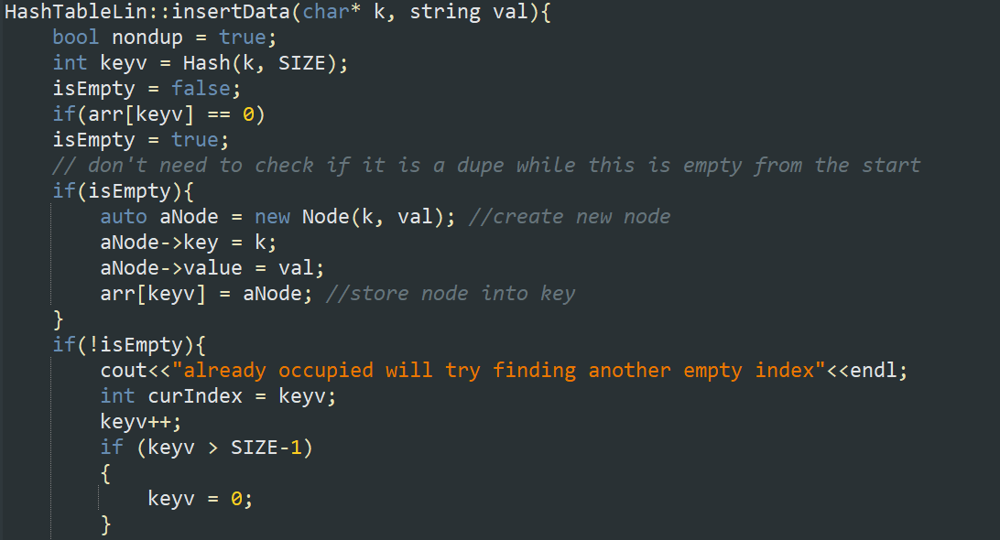 HashTableLin::insertData(char* k, string val){
    bool nondup = true;
    int keyv = Hash(k, SIZE);
    isEmpty = false;
    if(arr[keyv] == 0)
    isEmpty = true;
    // don't need to check if it is a dupe while this is empty from the start
    if(isEmpty){
        auto aNode = new Node(k, val); //create new node
        aNode->key = k;
        aNode->value = val;
        arr[keyv] = aNode; //store node into key
    }
    if(!isEmpty){
        cout<<"already occupied will try finding another empty index"<<endl;
        int curIndex = keyv;
        keyv++;
        if (keyv > SIZE-1)
        {
            keyv = 0;
        }